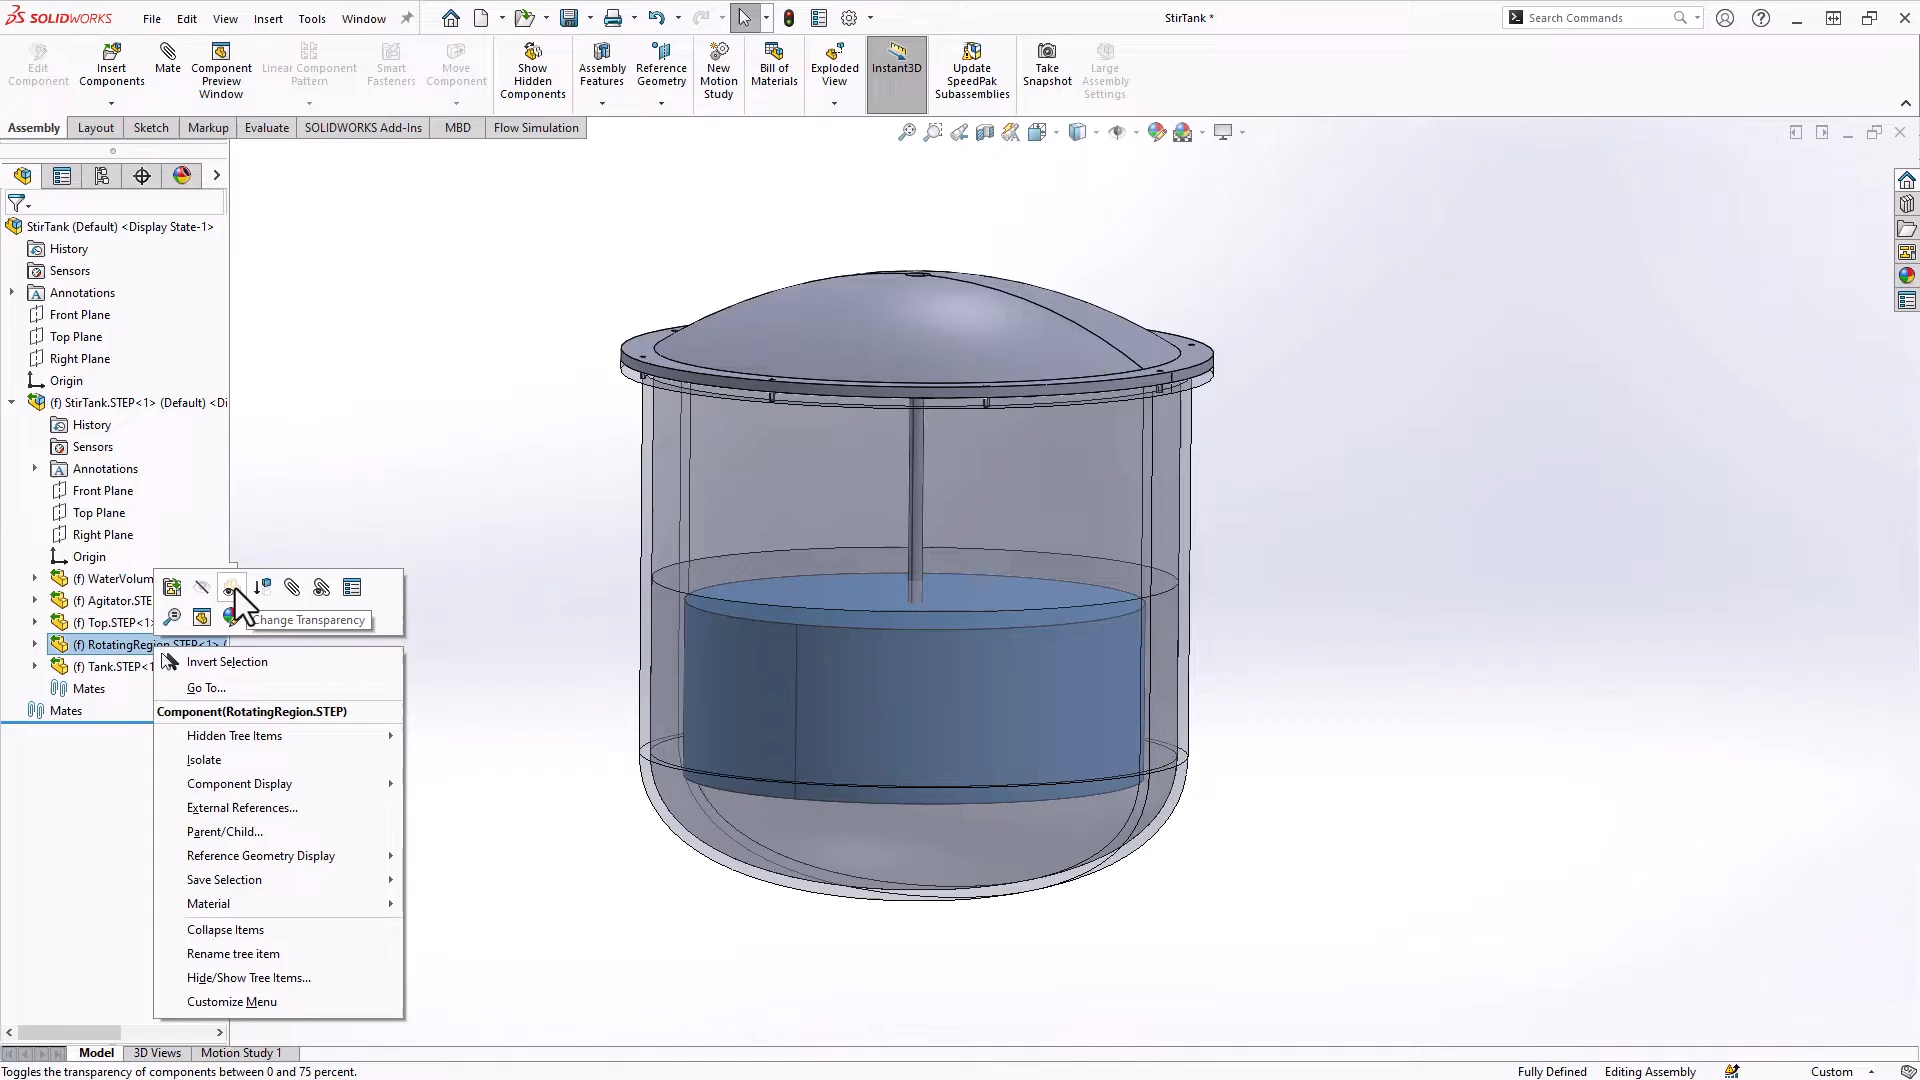 SOLIDWORKS File Edit View Insert Tools Window
StirTank *
Search Commands
Edit Component
Insert Components
Mate
Component Preview Window
Linear Component Pattern
Smart Fasteners
Move Component
Show Hidden Components
Assembly Features
Reference Geometry
New Motion Study
Bill of Materials
Exploded View
Instant3D
Update SpeedPak Subassemblies
Take Snapshot
Large Assembly Settings
Assembly Layout Sketch Markup Evaluate SOLIDWORKS Add-Ins MBD Flow Simulation
StirTank (Default) <Display State-1>
History
Sensors
Annotations
Front Plane
Top Plane
Right Plane
Origin
(f) StirTank.STEP<1> (Default) <Di
History
Sensors
Annotations
Front Plane
Top Plane
Right Plane
Origin
(f) WaterVolum
(f) Agitator.STE
(f) Top.STEP<1>
(f) RotatingRegion.STEP<1> (
(f) Tank.STEP<1
Mates
Mates
Change Transparency
Invert Selection
Go To...
Component(RotatingRegion.STEP)
Hidden Tree Items
Isolate
Component Display
External References...
Parent/Child...
Reference Geometry Display
Save Selection
Material
Collapse Items
Rename tree item
Hide/Show Tree Items...
Customize Menu
Model 3D Views Motion Study 1
Toggles the transparency of components between 0 and 75 percent.
Fully Defined Editing Assembly Custom